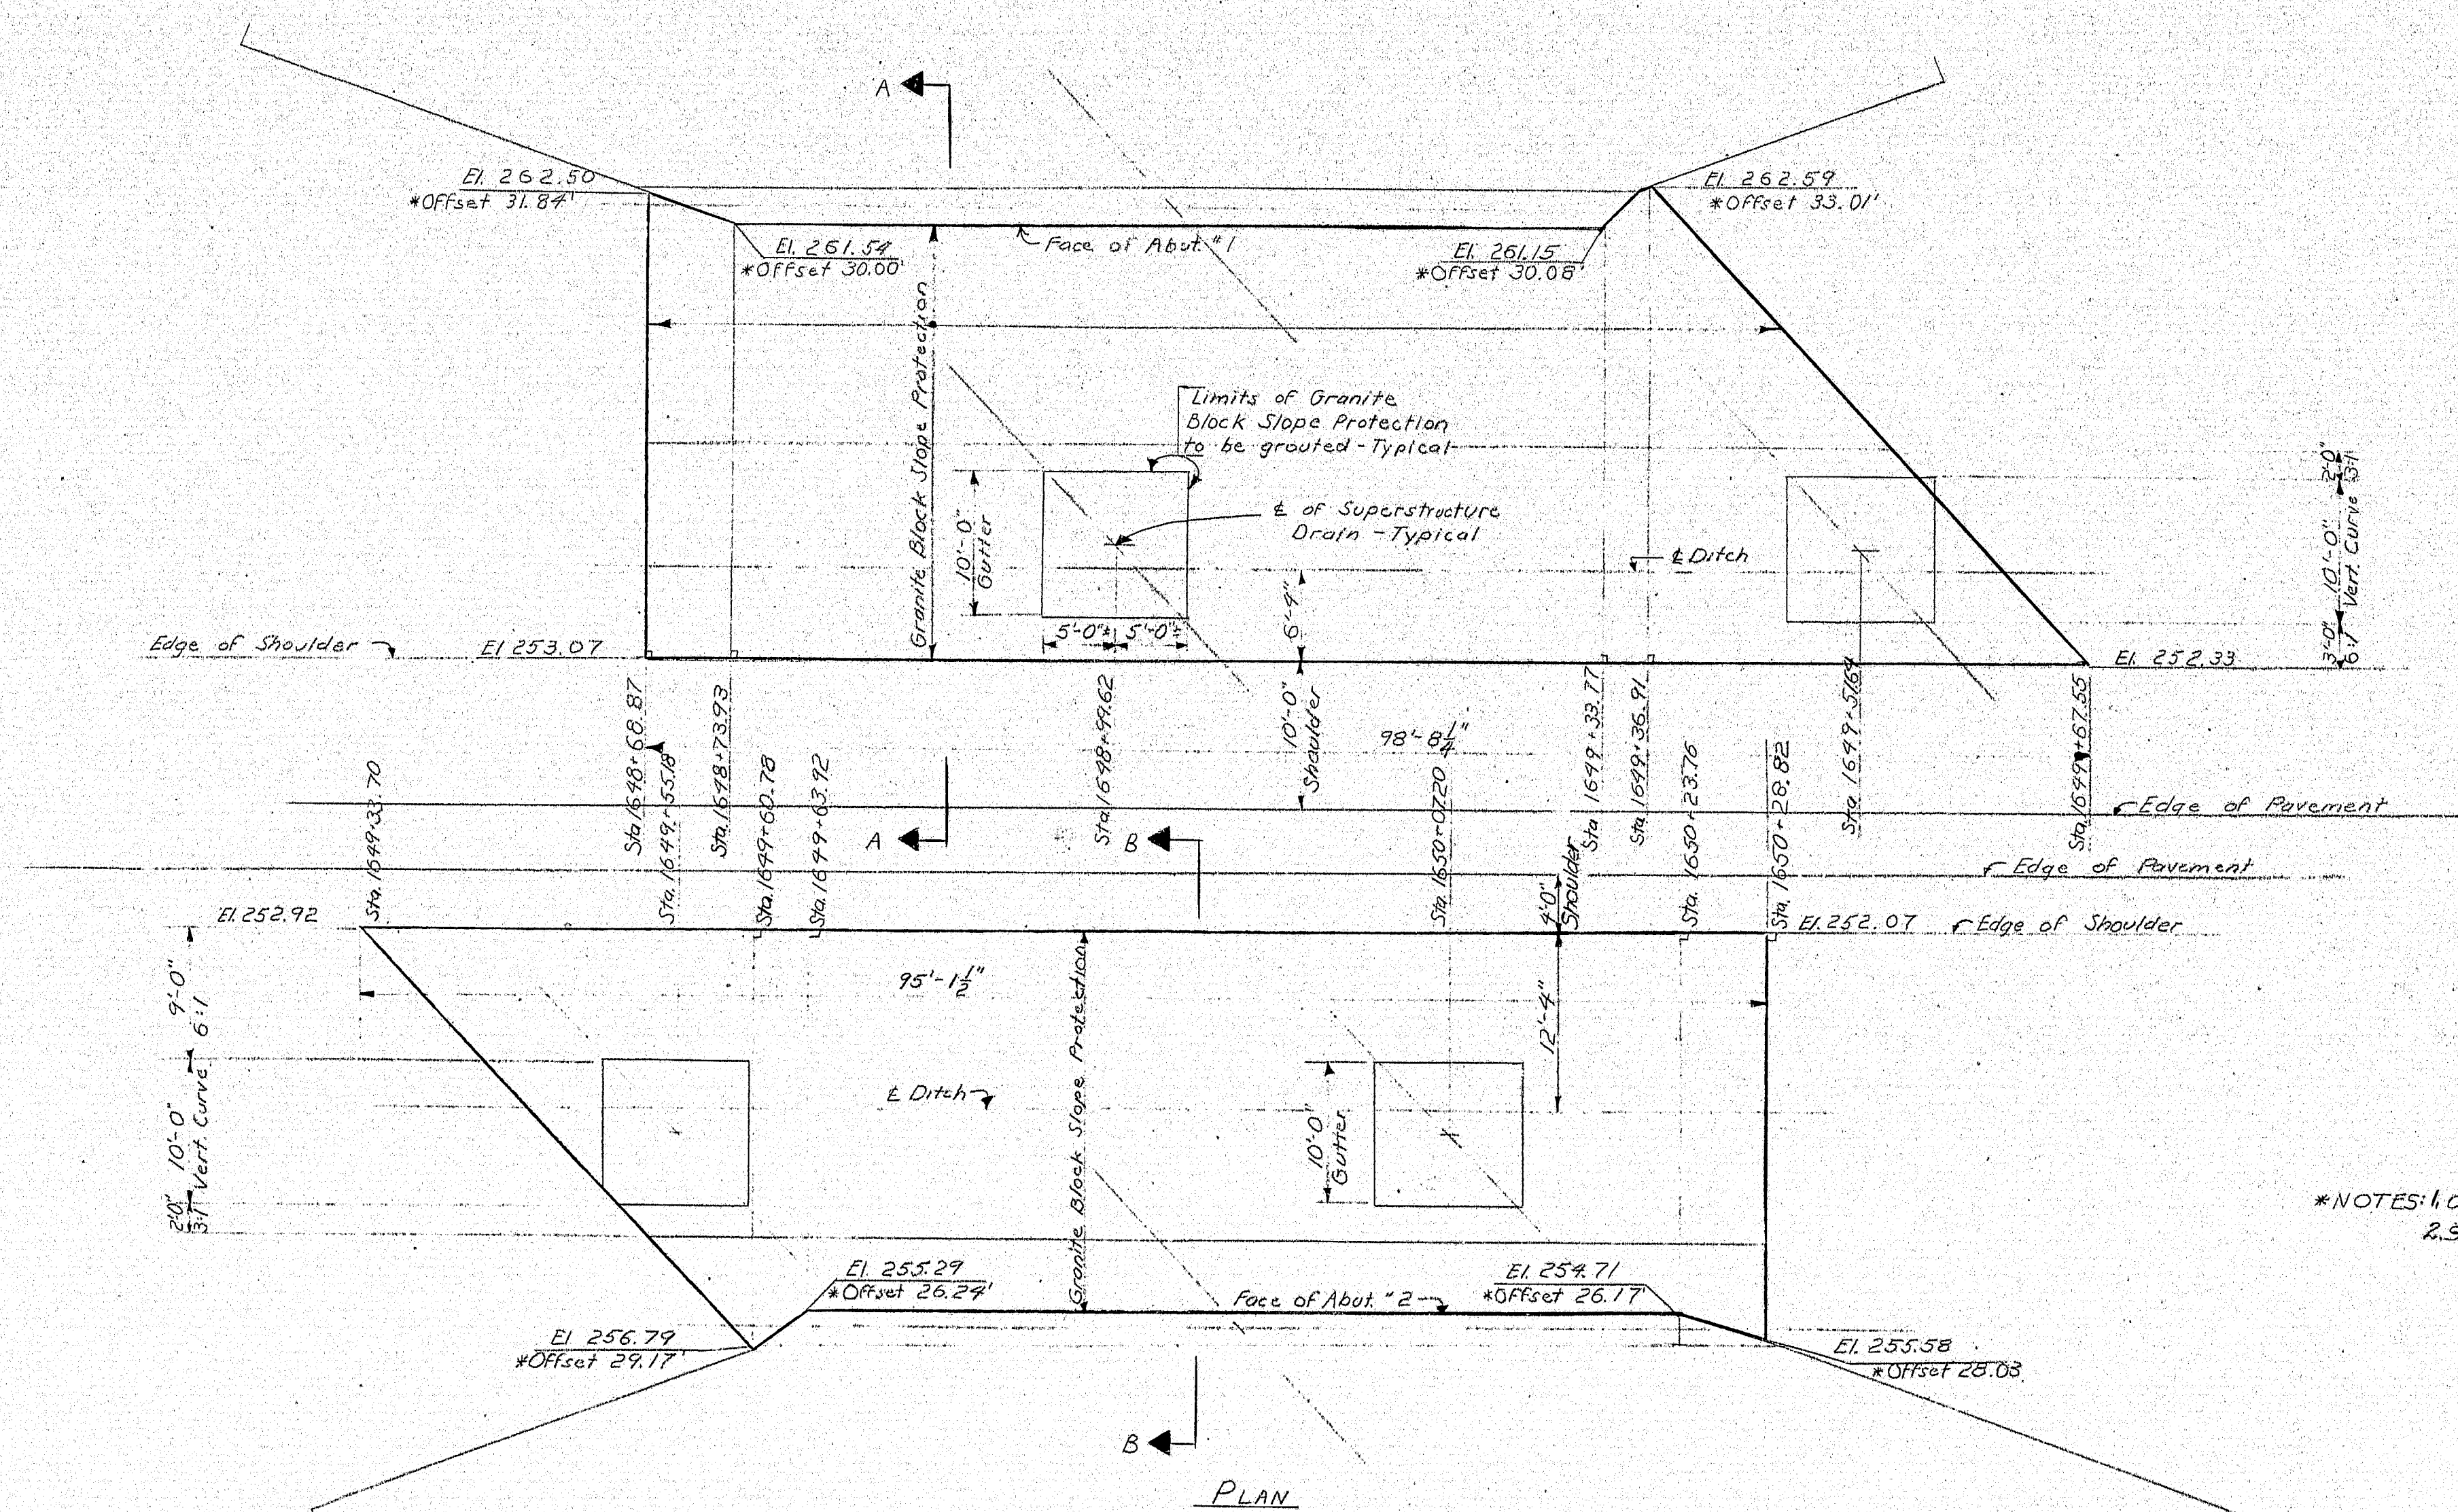 A
El. 262.50
*Offset 31.84'
El. 262.59
*Offset 33.01'
El. 261.54
*Offset 30.00'
Face of Abut. #1
El. 261.15
*Offset 30.08'
Granite Block Slope Protection
Limits of Granite
Block Slope Protection
to be grouted - Typical
℄ of Superstructure
Drain - Typical
10'-0"
Gutter
℄ Ditch
2'-0"
3:1
10'-0"
Vert. Curve
3'-0"
6:1
5'-0"± 5'-0"±
6'-4"
Edge of Shoulder
El 253.07
El. 252.33
10'-0"
Shoulder
98'-8¼"
Sta. 1649+33.70
Sta 1648+68.87
Sta. 1649+55.18
Sta. 1648+73.93
Sta. 1649+60.78
Sta. 1649+63.92
Sta. 1648+99.62
Sta. 1650+07.20
Sta 1649+33.77
Sta. 1649+36.91
Sta. 1650+23.76
Sta. 1650+28.82
Sta. 1649+51.64
Sta. 1649+67.55
Edge of Pavement
A
B
Edge of Pavement
4'-0"
Shoulder
El. 252.92
El. 252.07
Edge of Shoulder
9'-0"
6:1
95'-1½"
Granite Block Slope Protection
12'-4"
℄ Ditch
10'-0"
Vert. Curve
2'-0"
3:1
10'-0"
Gutter
*NOTES: 1.
2.
El. 255.29
*Offset 26.24'
Face of Abut. #2
El. 254.71
*Offset 26.17'
El 256.79
*Offset 29.17'
El. 255.58
*Offset 28.03
B
PLAN